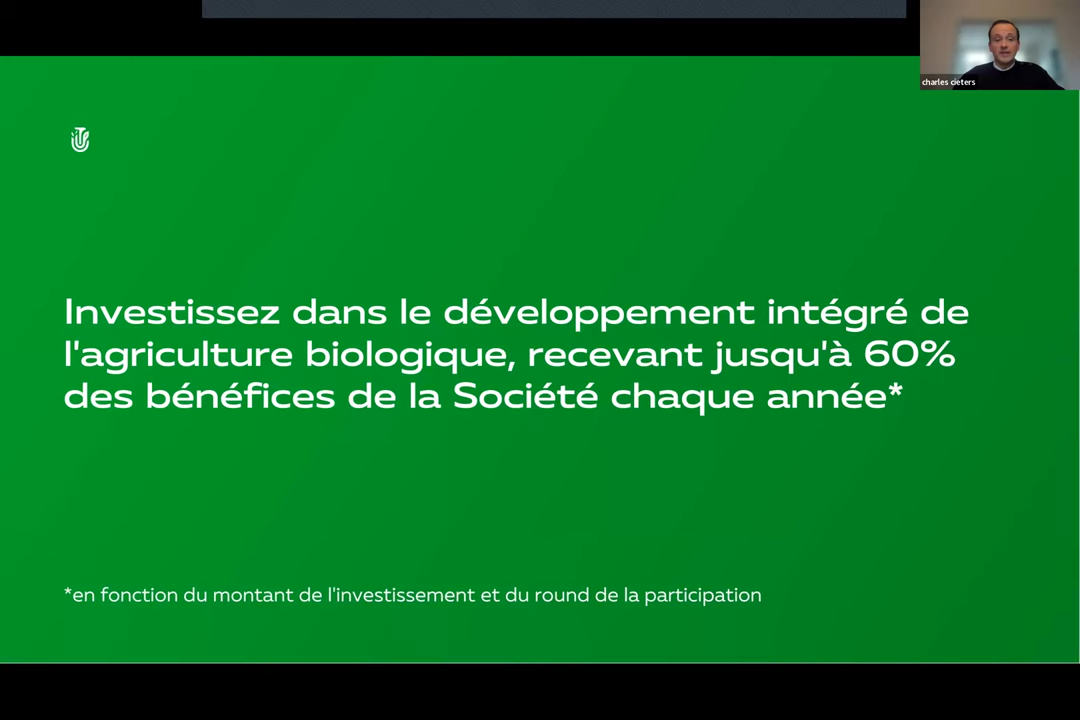 charles cieters
Investissez dans le développement intégré de
l'agriculture biologique, recevant jusqu'à 60%
des bénéfices de la Société chaque année*
*en fonction du montant de l'investissement et du round de la participation